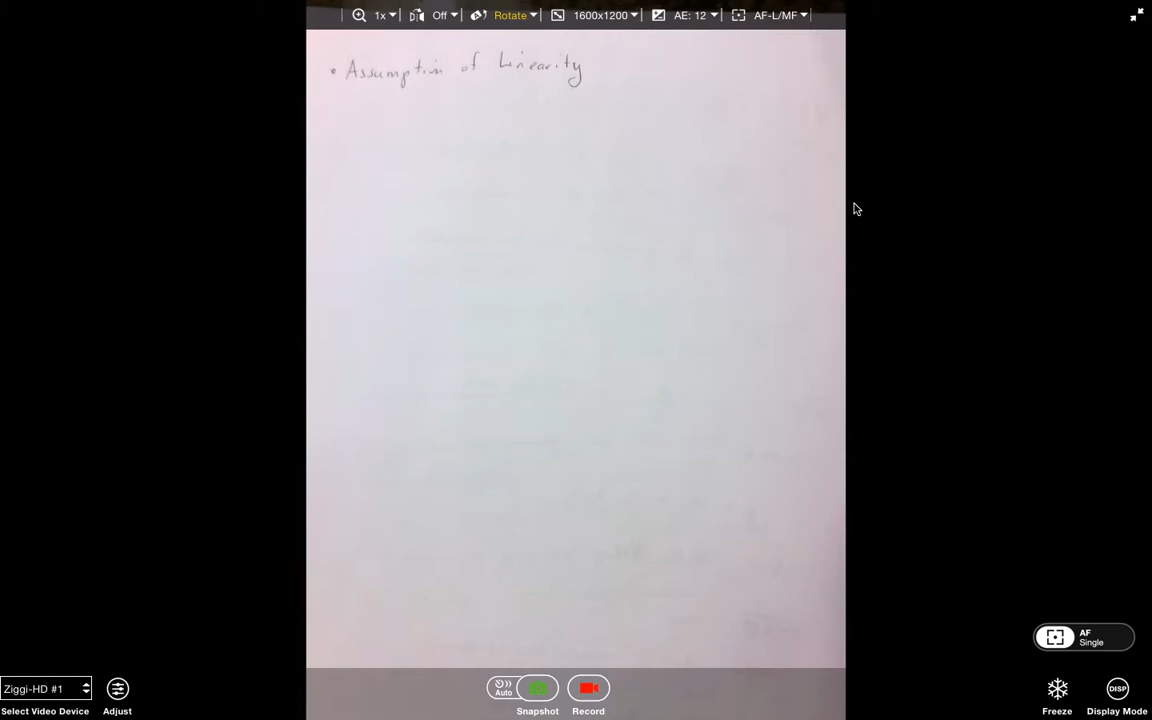 1x Off Rotate 1600x1200 AE: 12 AF-L/MF
• Assumption of Linearity
AF
Single
Ziggi-HD #1
Auto
Select Video Device Adjust Snapshot Record Freeze DISP Display Mode